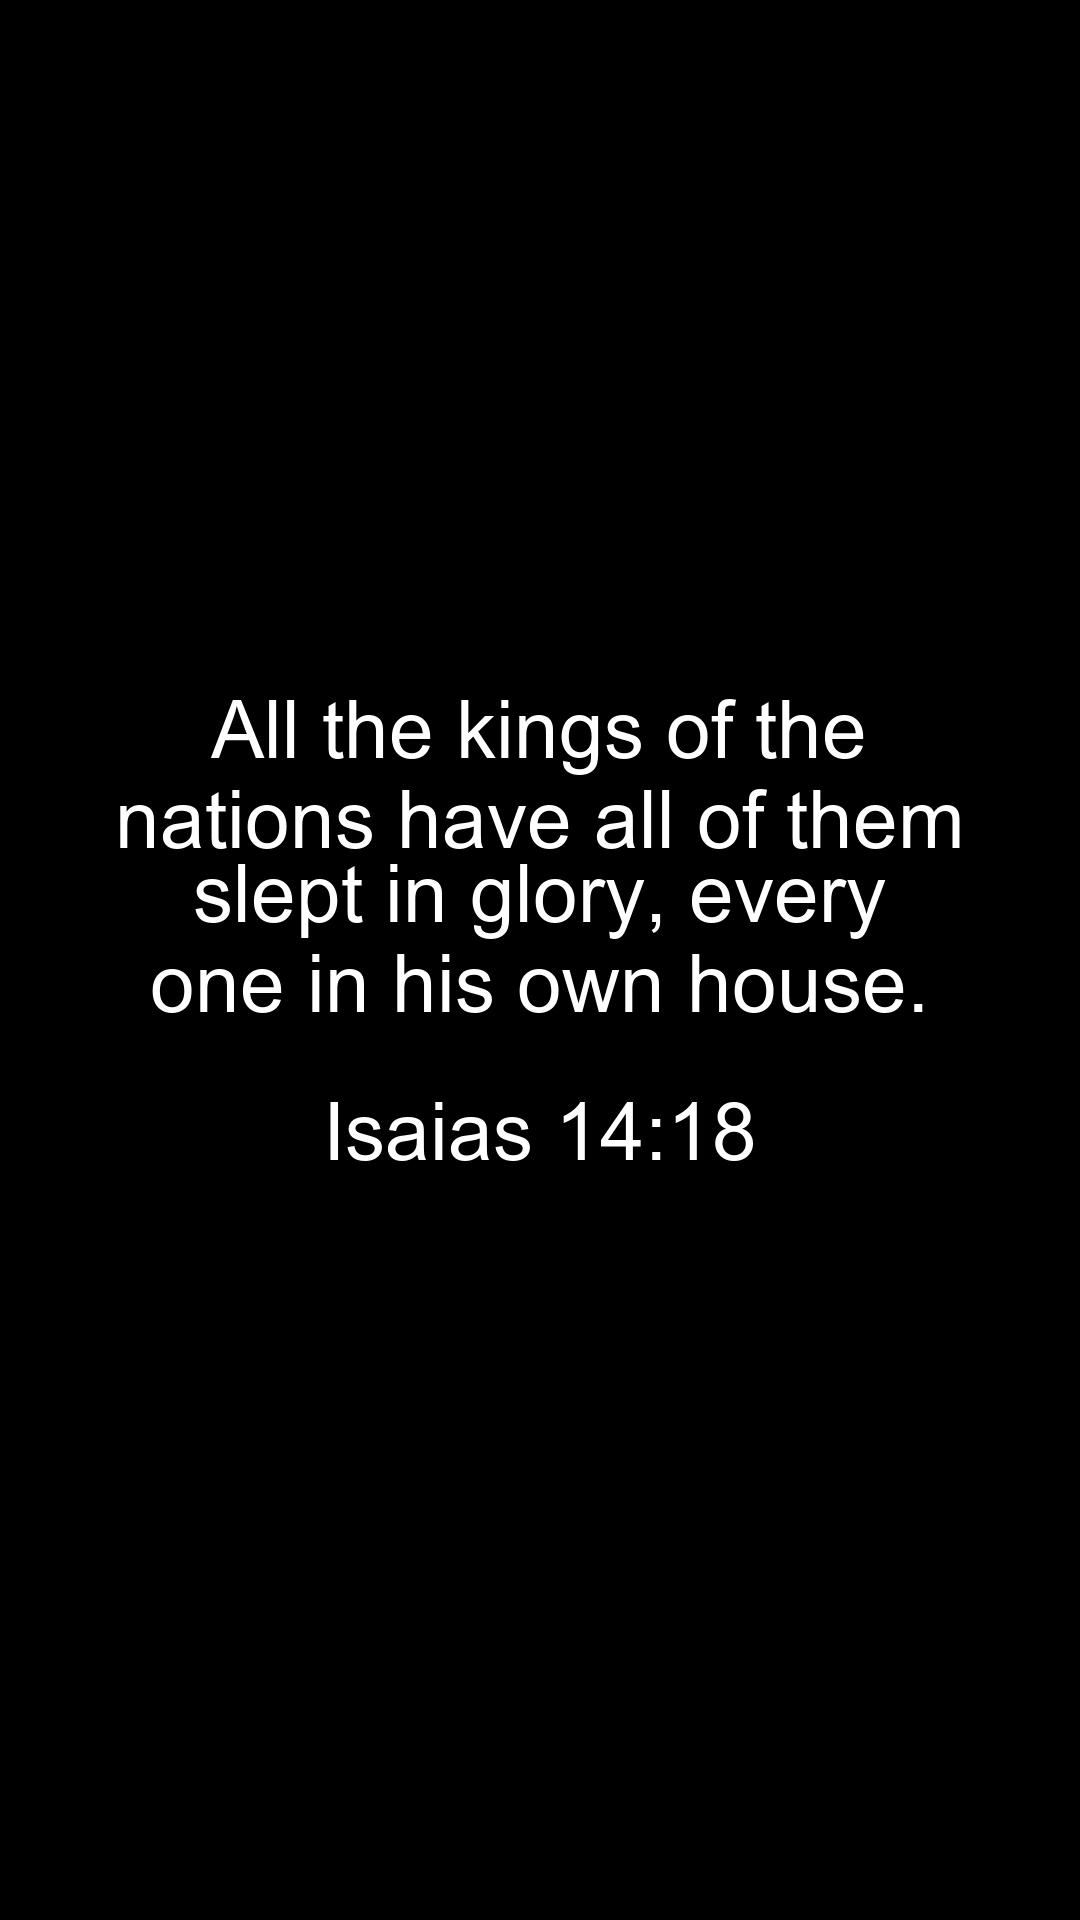 All the kings of the
nations have all of them
slept in glory, every
one in his own house.
Isaias 14:18